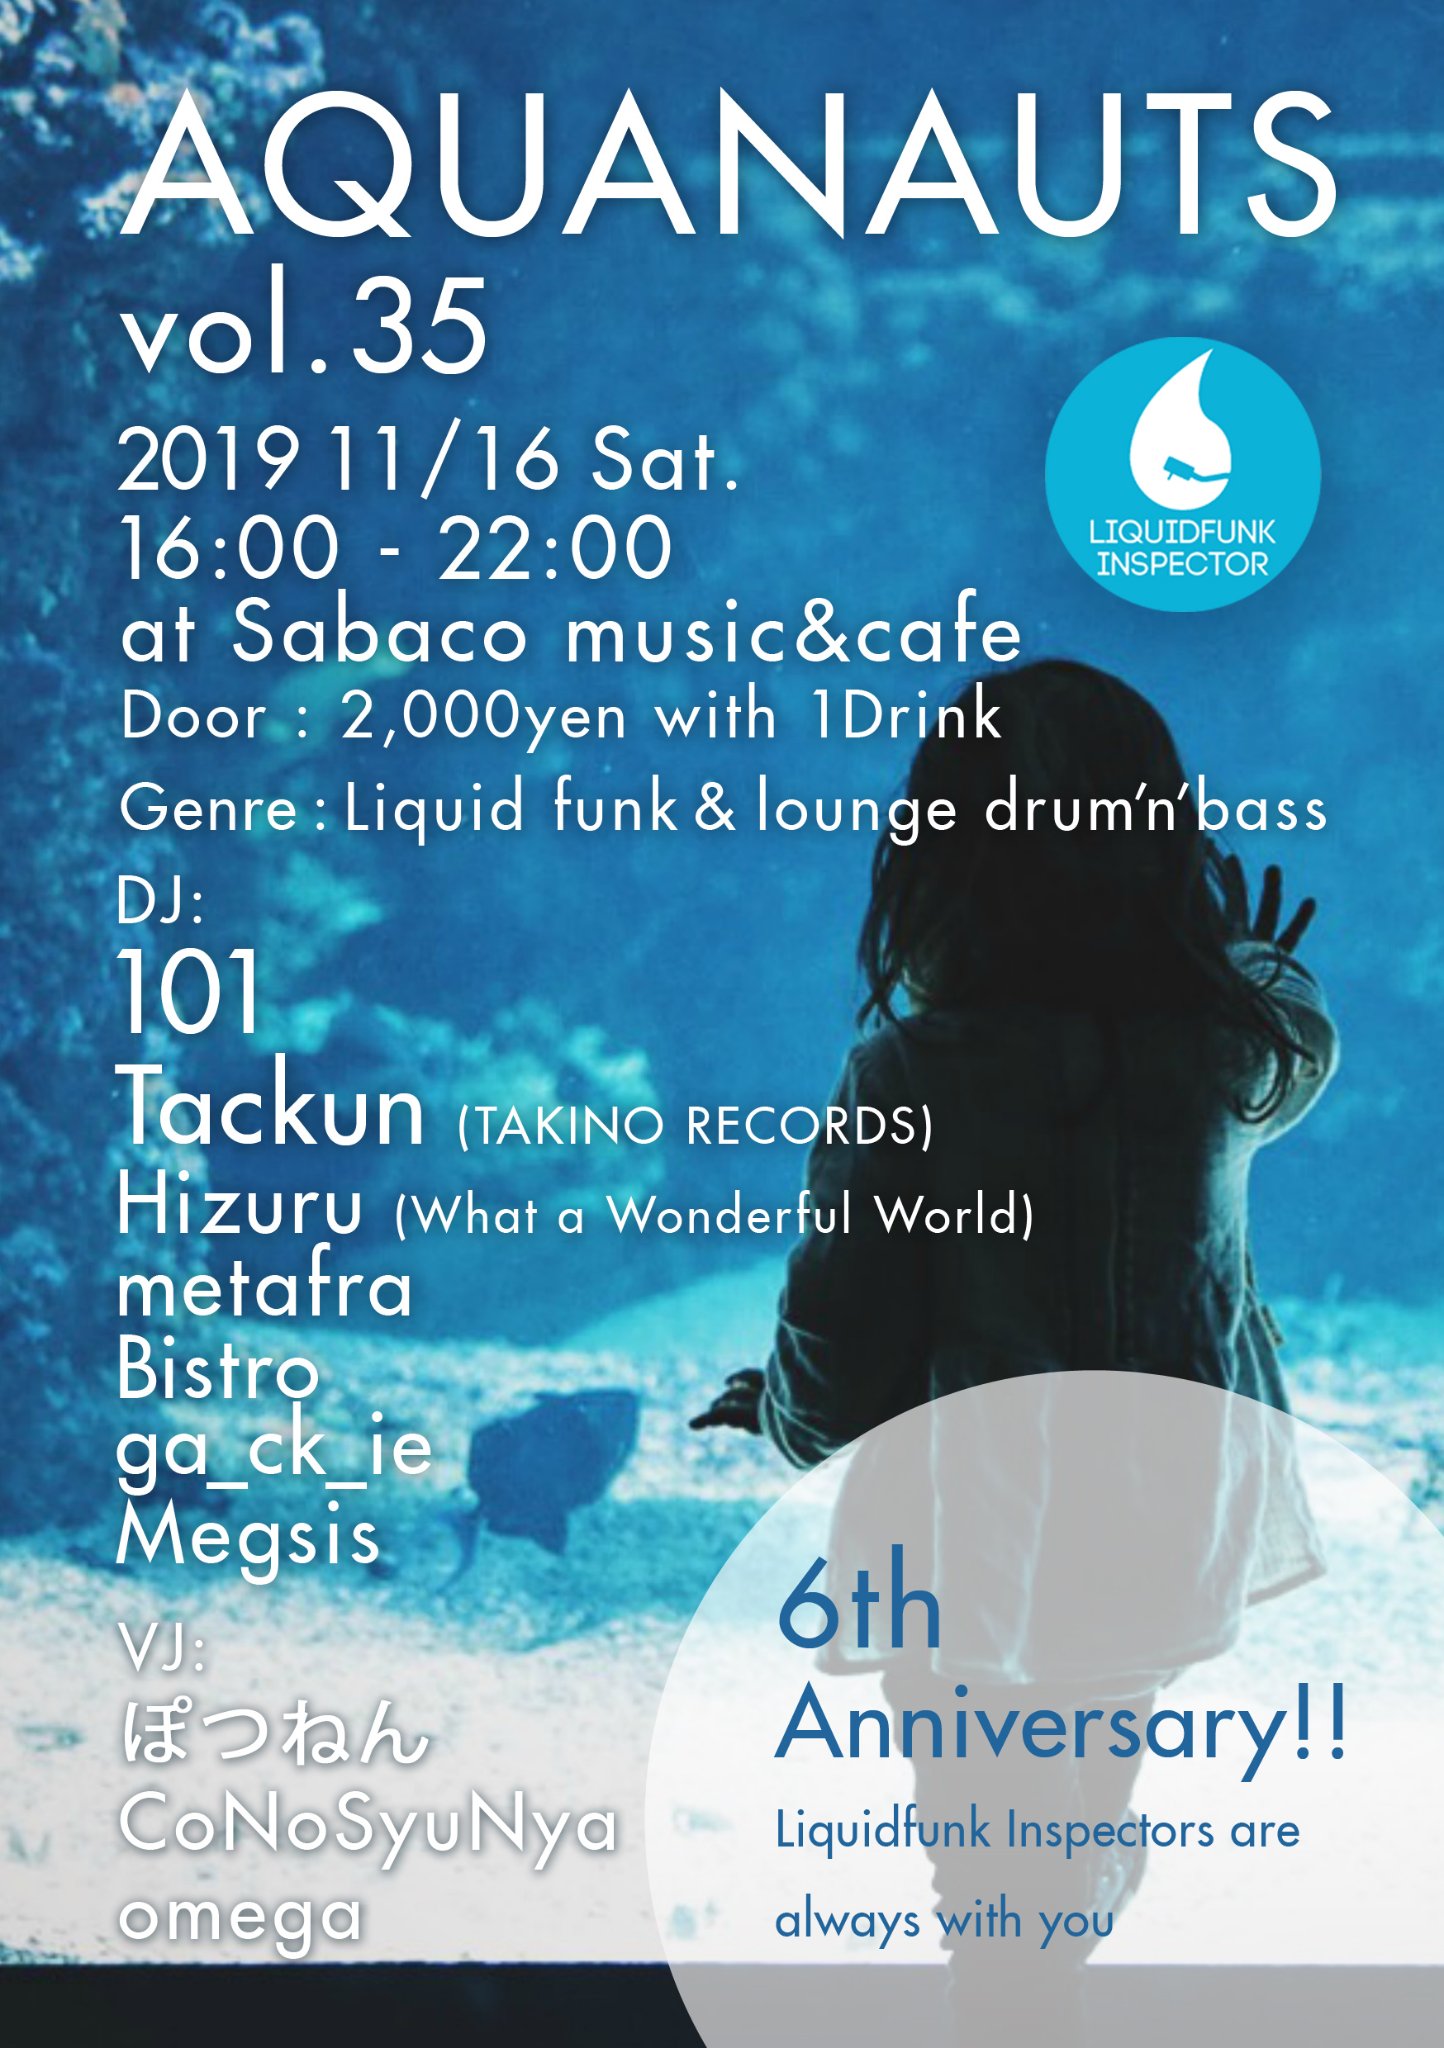 AQUANAUTS
vol.35
2019 11/16 Sat.
16:00 - 22:00
at Sabaco music&cafe
Door : 2,000yen with 1Drink
Genre : Liquid funk & lounge drum'n'bass
LIQUIDFUNK
INSPECTOR
DJ:
101
Tackun (TAKINO RECORDS)
Hizuru (What a Wonderful World)
metafra
Bistro
ga_ck_ie
Megsis
VJ:
ぽつねん
CoNoSyuNya
omega
6th
Anniversary!!
Liquidfunk Inspectors are
always with you